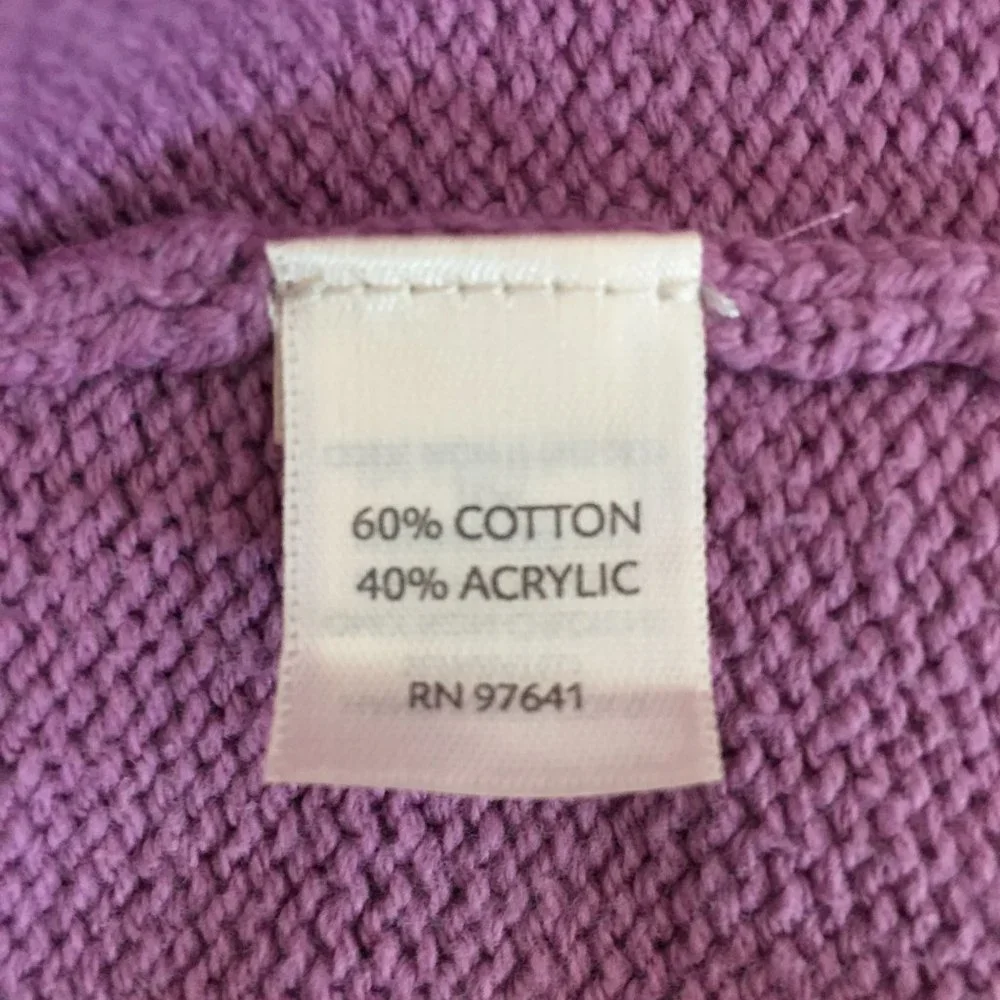 60% COTTON
40% ACRYLIC
RN 97641